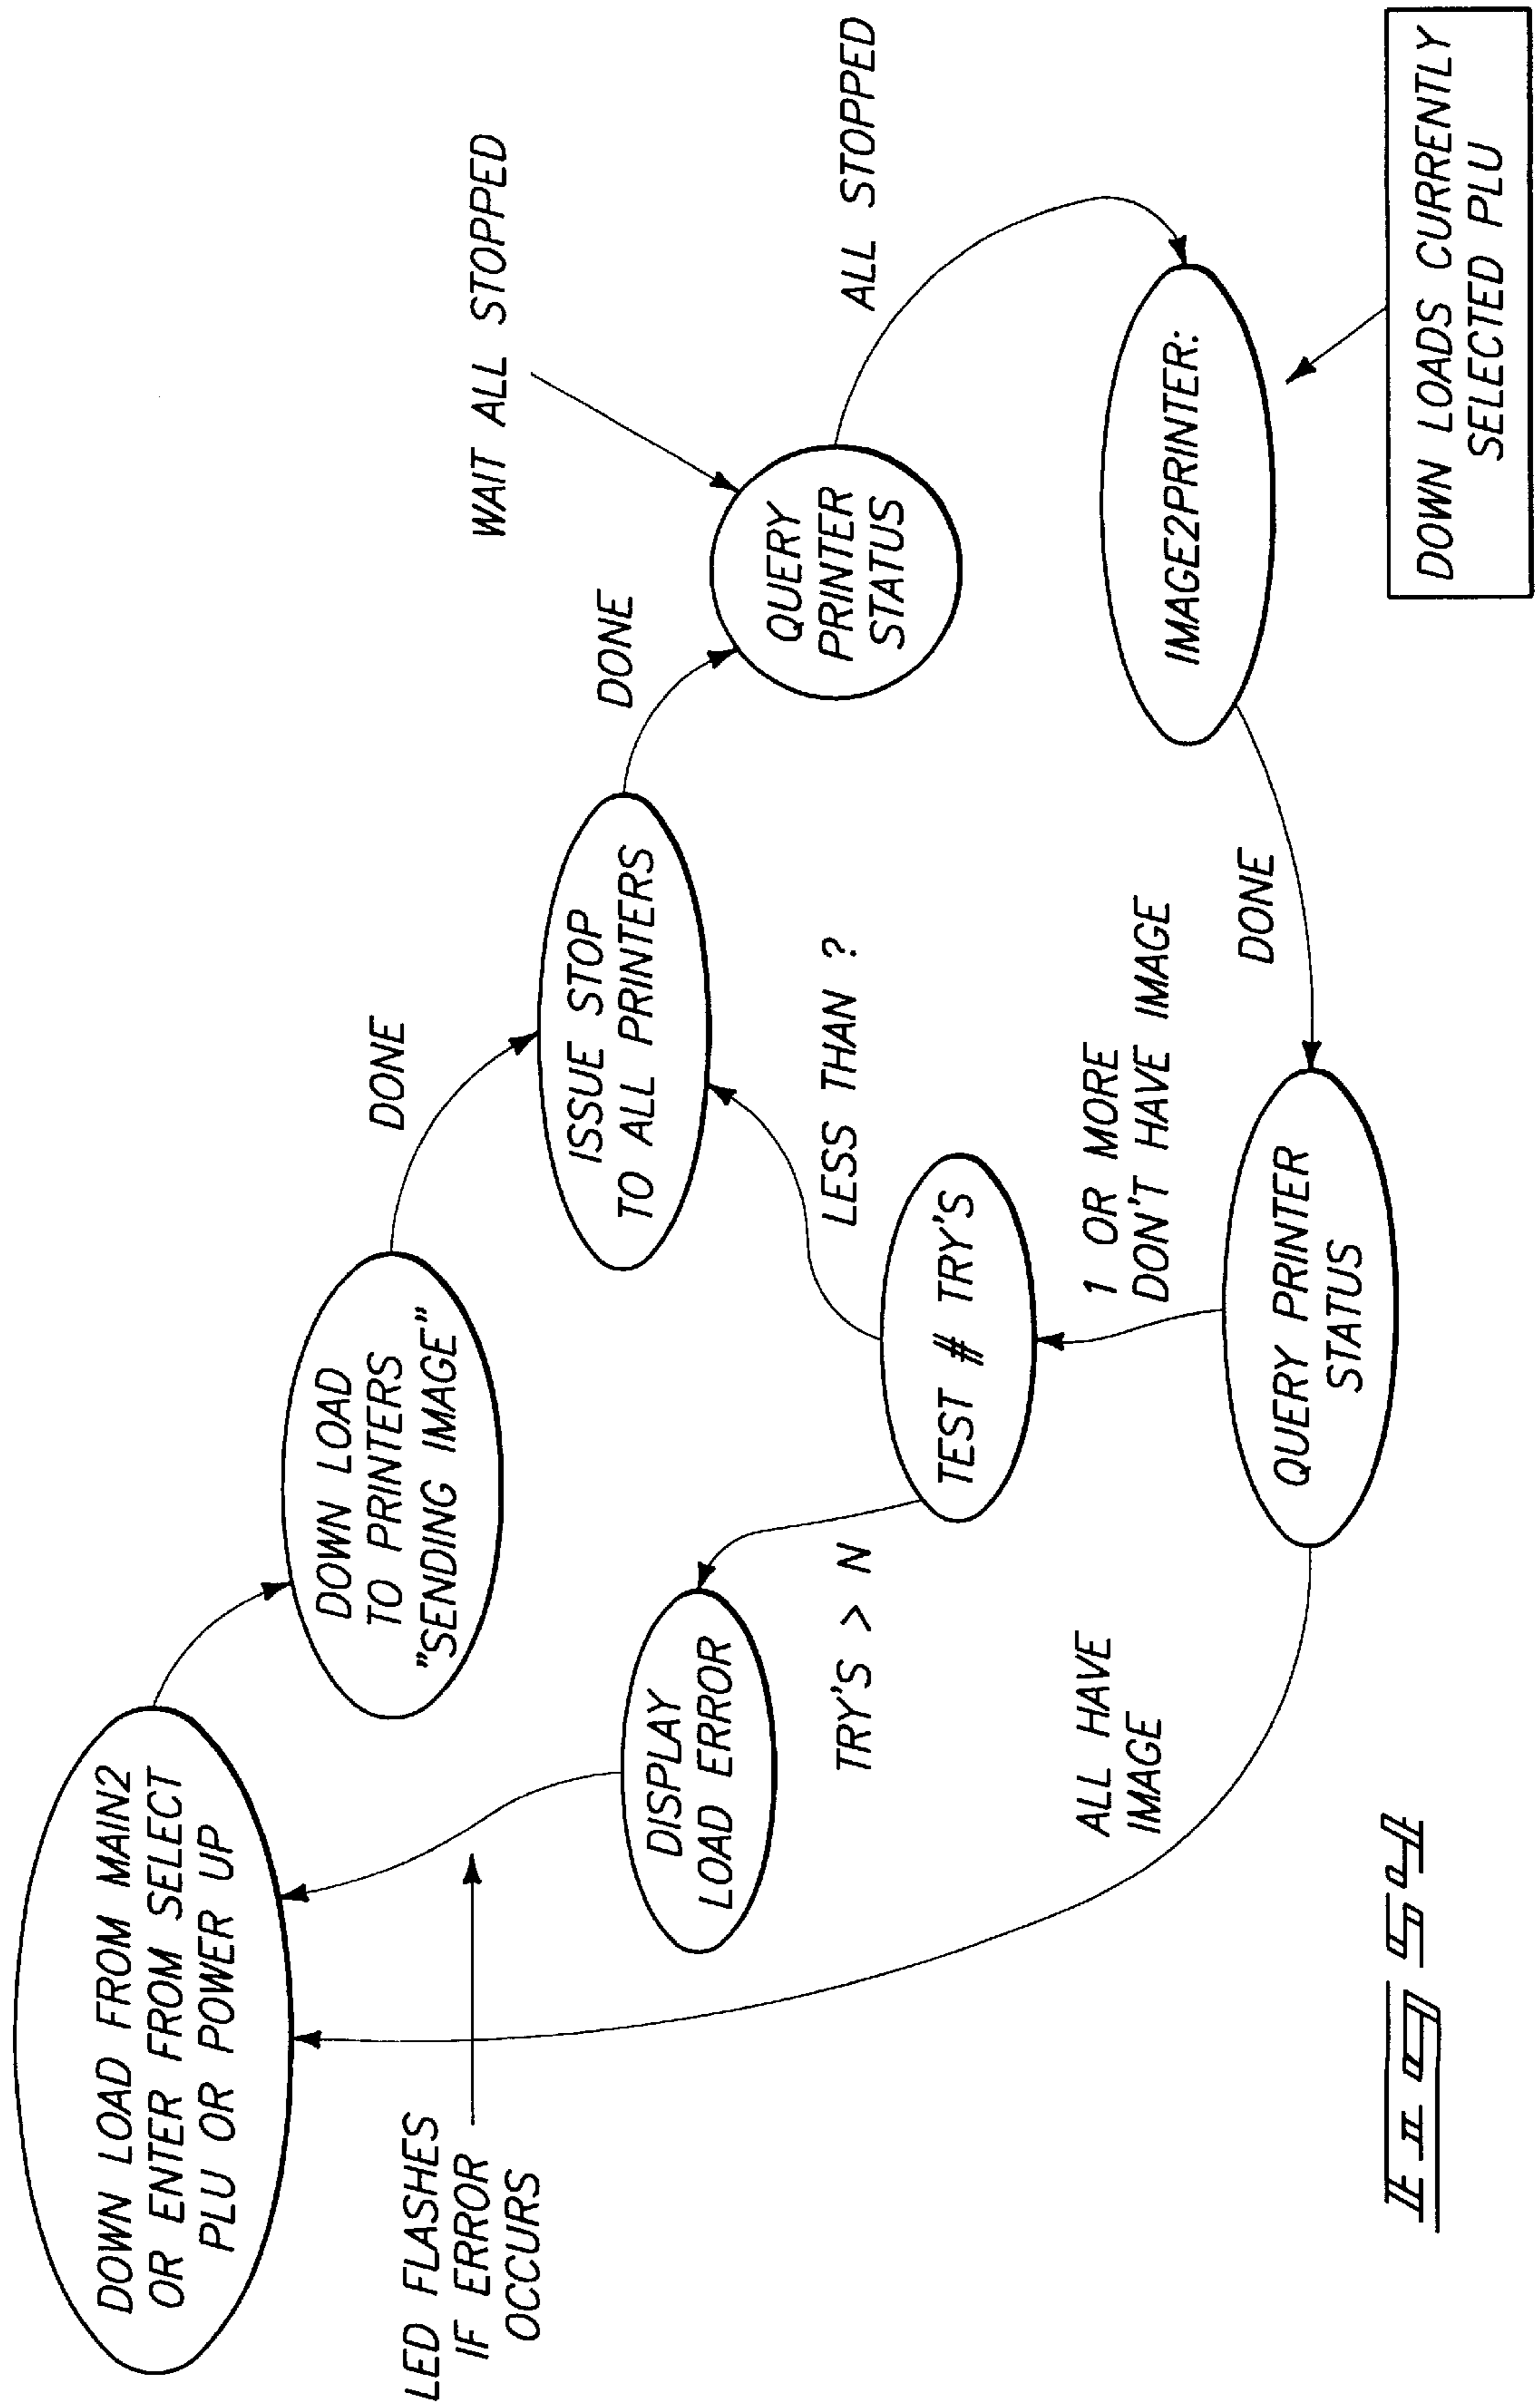 DOWN LOAD FROM MAIN2
OR ENTER FROM SELECT
PLU OR POWER UP
DOWN LOAD
TO PRINTERS
"SENDING IMAGE"
DONE
ISSUE STOP
TO ALL PRINTERS
DONE
WAIT ALL STOPPED
QUERY
PRINTER
STATUS
ALL STOPPED
IMAGE2PRINTER:
DOWN LOADS CURRENTLY
SELECTED PLU
DONE
QUERY PRINTER
STATUS
1 OR MORE
DON'T HAVE IMAGE
TEST # TRY'S
LESS THAN ?
TRY'S > N
DISPLAY
LOAD ERROR
LED FLASHES
IF ERROR
OCCURS
ALL HAVE
IMAGE
FIG 54